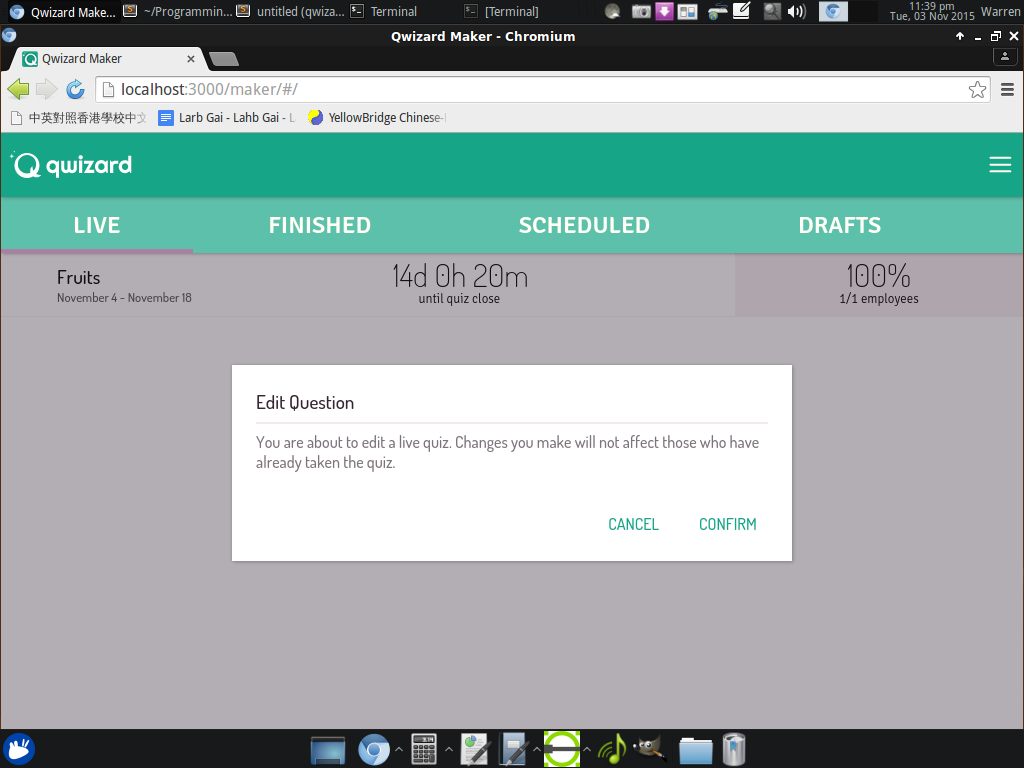 Qwizard Make...
~/Programmin...
untitled (qwiza...
Terminal
[Terminal]
11:39 pm
Tue, 03 Nov 2015
Warren
Qwizard Maker - Chromium
Qwizard Maker
localhost:3000/maker/#/
中英對照香港學校中文
Larb Gai - Lahb Gai - L
YellowBridge Chinese-
qwizard
LIVE
FINISHED
SCHEDULED
DRAFTS
Fruits
November 4 - November 18
14d 0h 20m
until quiz close
100%
1/1 employees
Edit Question
You are about to edit a live quiz. Changes you make will not affect those who have
already taken the quiz.
CANCEL
CONFIRM
3.14